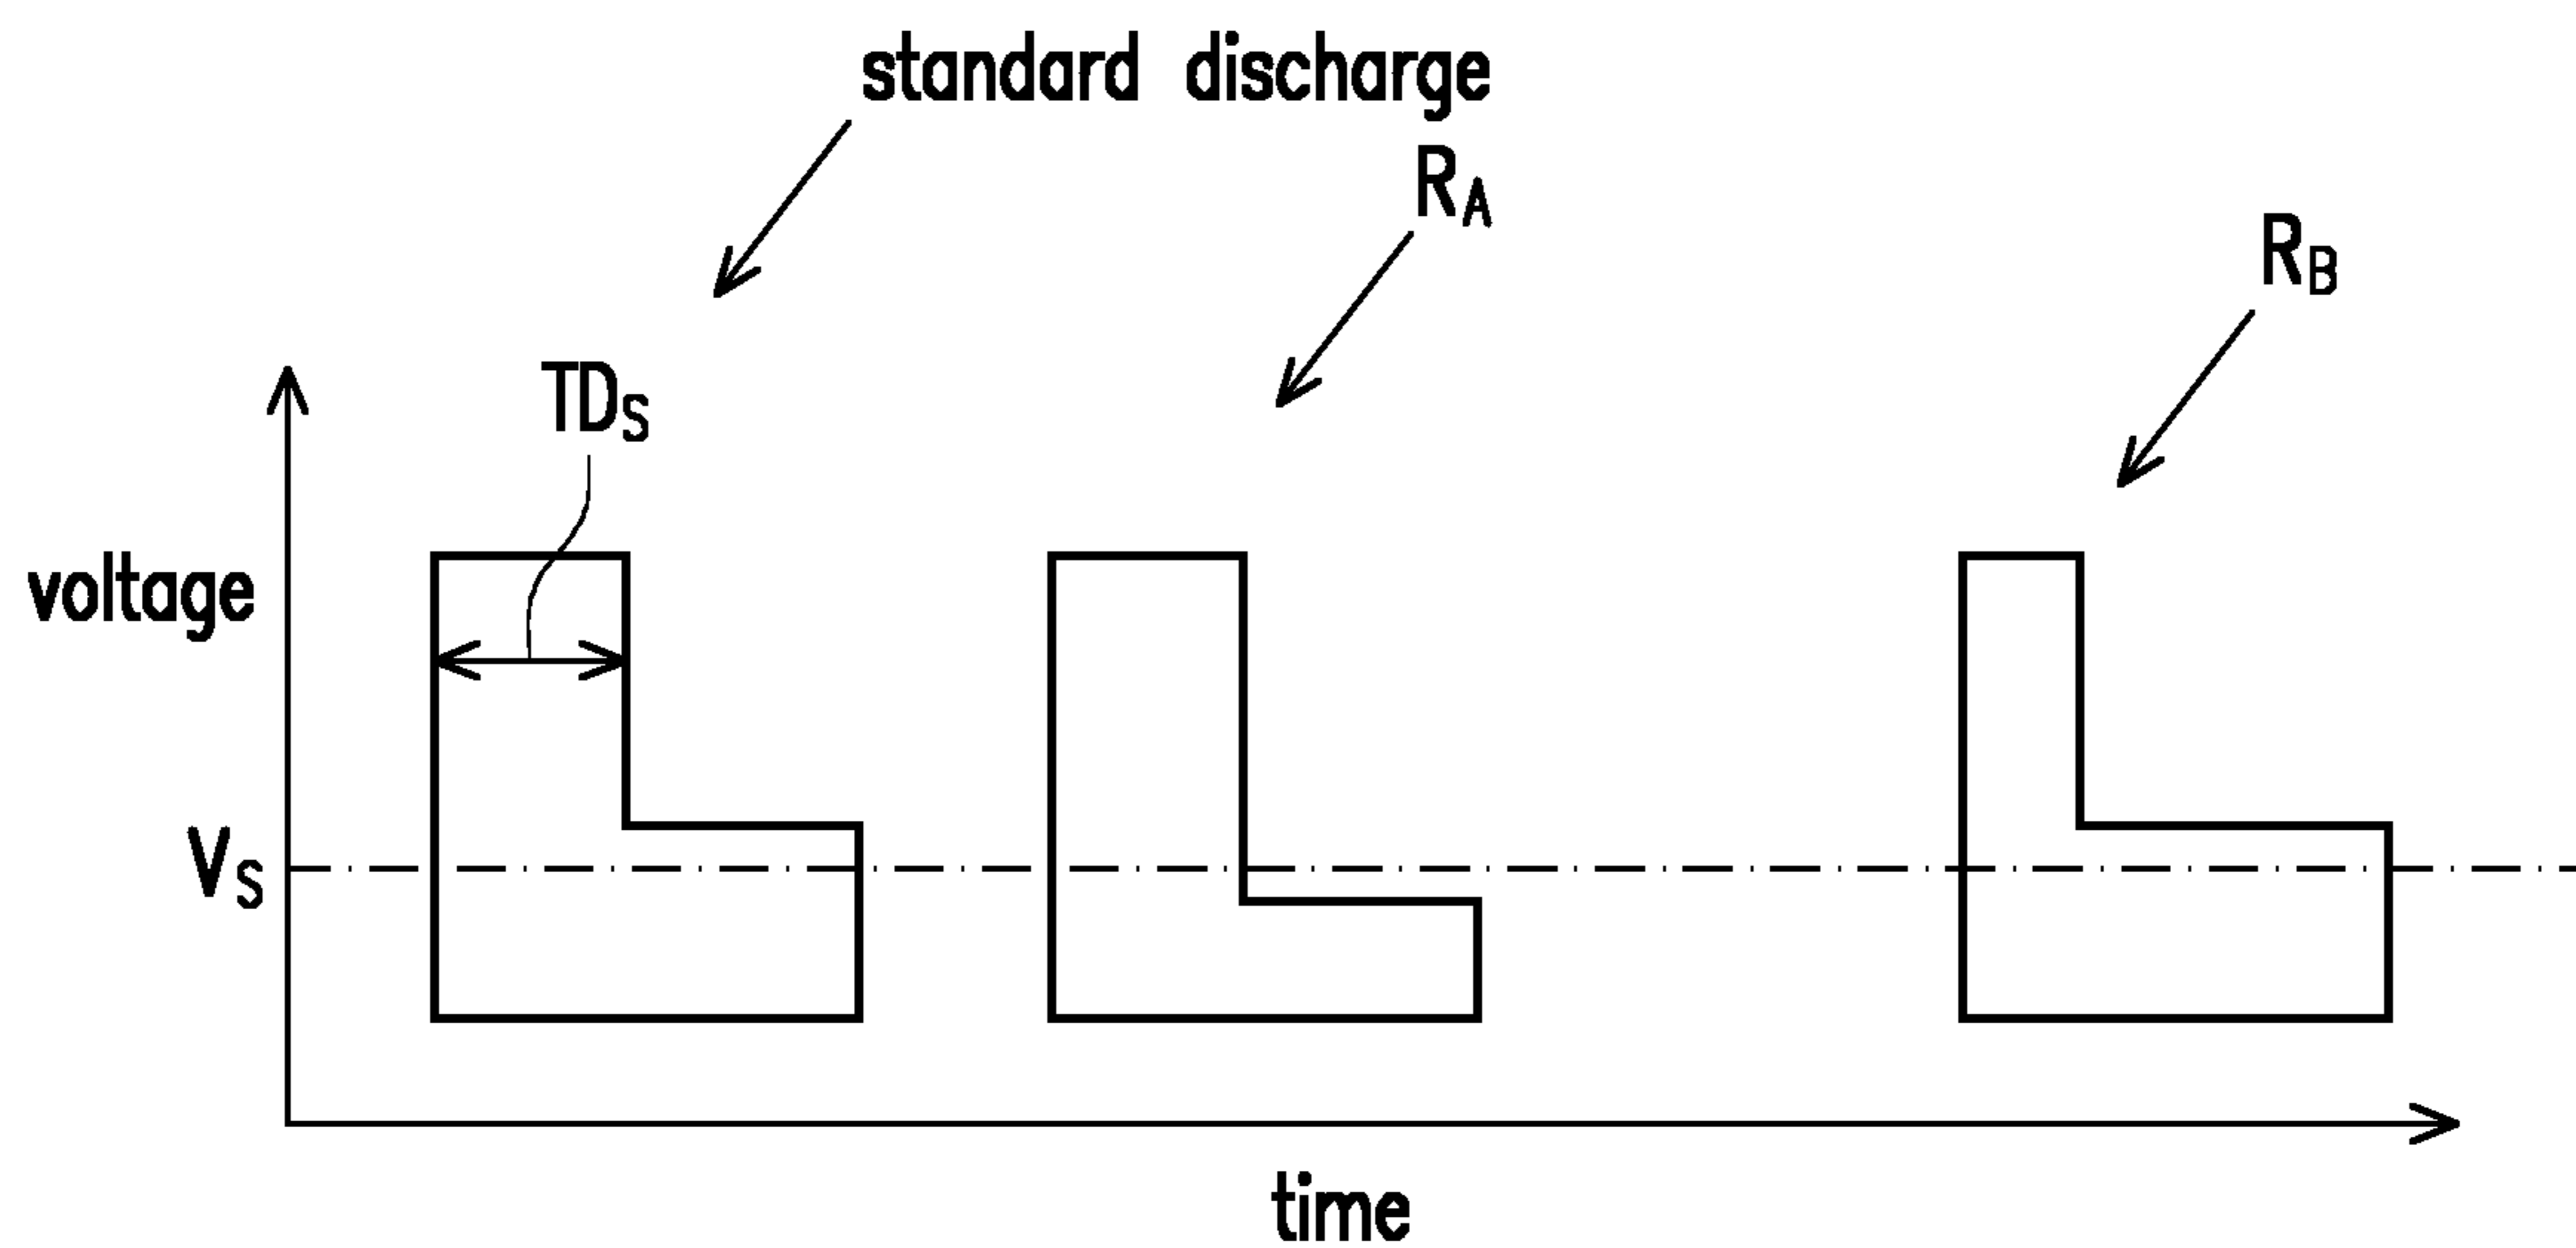 standard discharge
RA
RB
TDS
voltage
VS
time